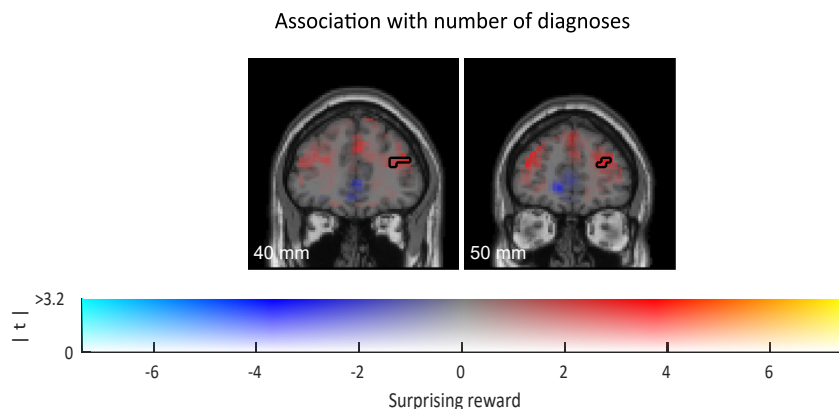 Association with number of diagnoses
40 mm
50 mm
>3.2
| t |
0
-6
-4
-2
0
2
4
6
Surprising reward